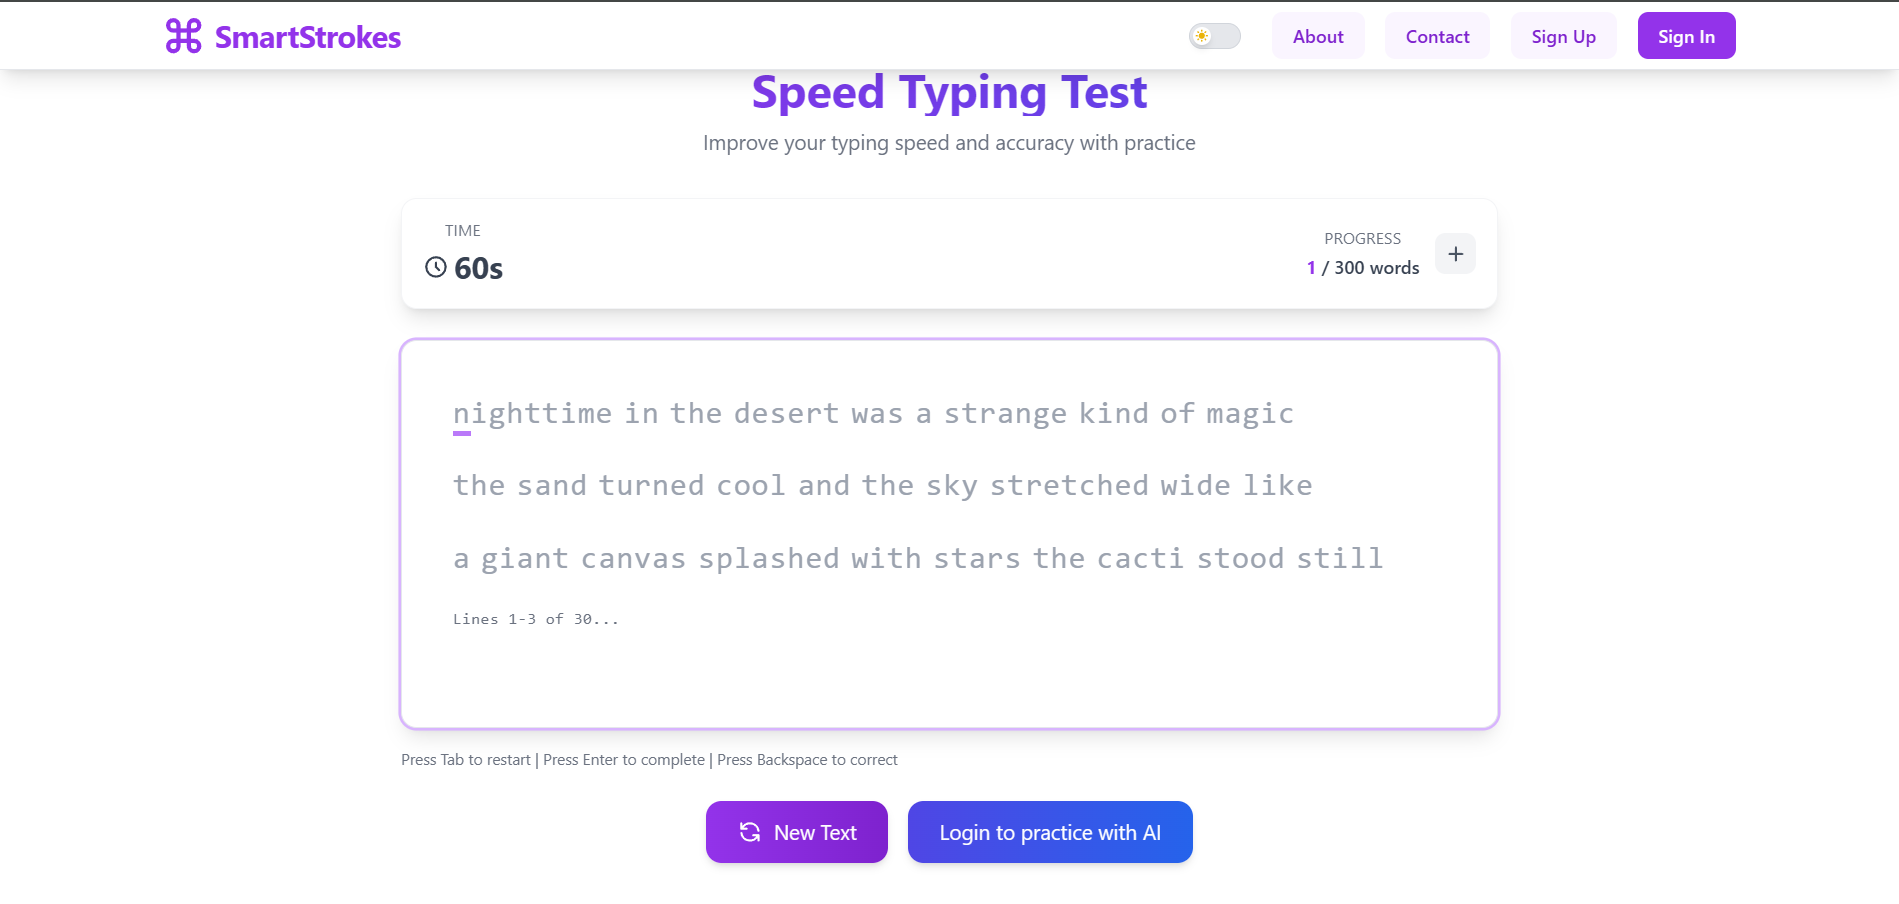 SmartStrokes
About
Contact
Sign Up
Sign In
Speed Typing Test
Improve your typing speed and accuracy with practice
TIME
60s
PROGRESS
1 / 300 words
+
nighttime in the desert was a strange kind of magic
the sand turned cool and the sky stretched wide like
a giant canvas splashed with stars the cacti stood still
Lines 1-3 of 30...
Press Tab to restart | Press Enter to complete | Press Backspace to correct
New Text
Login to practice with AI